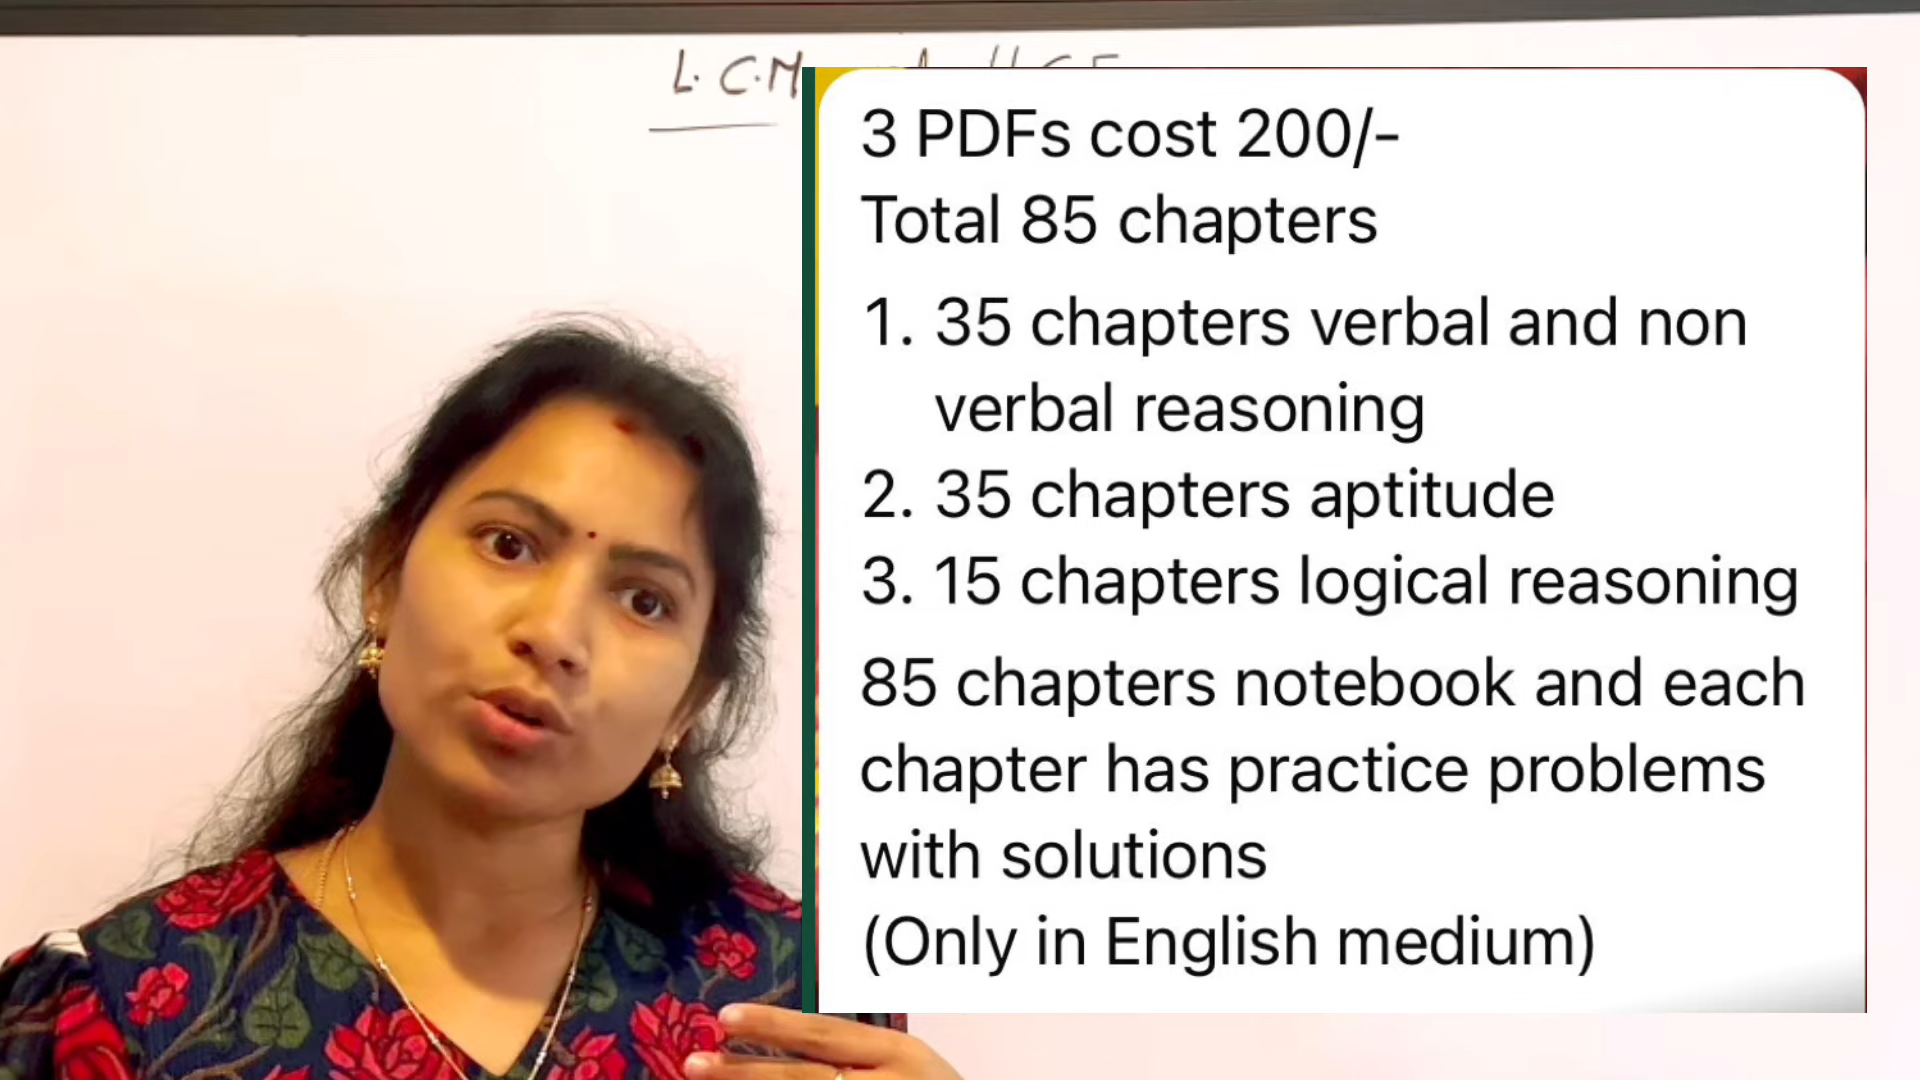 L.C.M
3 PDFs cost 200/-
Total 85 chapters
1. 35 chapters verbal and non
verbal reasoning
2. 35 chapters aptitude
3. 15 chapters logical reasoning
85 chapters notebook and each
chapter has practice problems
with solutions
(Only in English medium)